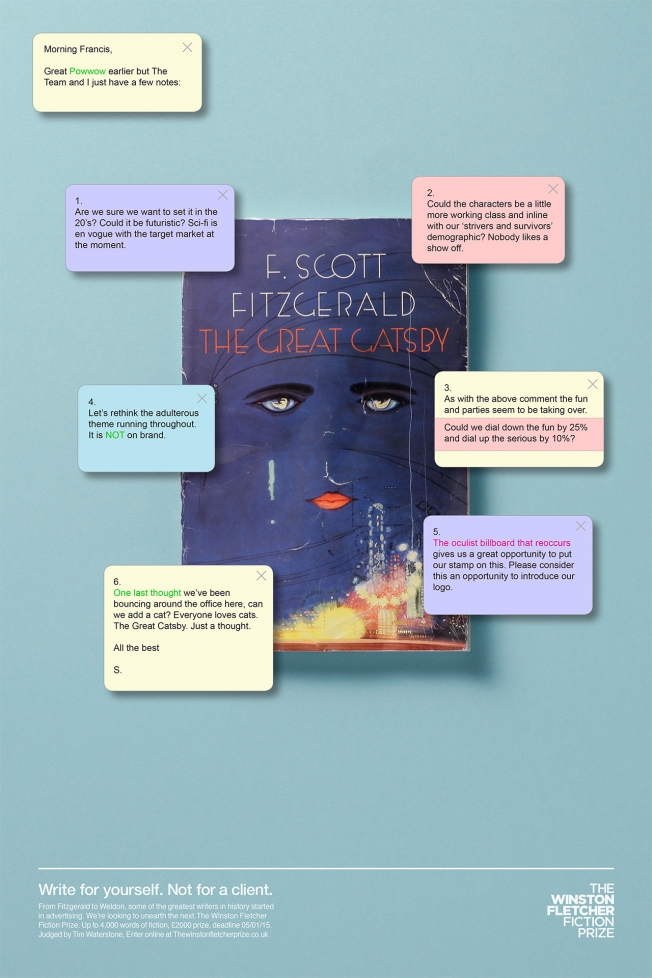 Morning Francis,
Great Powwow earlier but The
Team and I just have a few notes:
1.
Are we sure we want to set it in the
20's? Could it be futuristic? Sci-fi is
en vogue with the target market at
the moment.
2.
Could the characters be a little
more working class and inline
with our 'strivers and survivors'
demographic? Nobody likes a
show off.
F. SCOTT
FITZGERALD
THE GREAT GATSBY
3.
As with the above comment the fun
and parties seem to be taking over.
Could we dial down the fun by 25%
and dial up the serious by 10%?
4.
Let's rethink the adulterous
theme running throughout.
It is NOT on brand.
5.
The oculist billboard that reoccurs
gives us a great opportunity to put
our stamp on this. Please consider
this an opportunity to introduce our
logo.
6.
One last thought we've been
bouncing around the office here, can
we add a cat? Everyone loves cats.
The Great Catsby. Just a thought.
All the best
S.
Write for yourself. Not for a client.
From Fitzgerald to Weldon, some of the greatest writers in history started
in advertising. We're looking to unearth the next. The Winston Fletcher
Fiction Prize. Up to 4,000 words of fiction, £2000 prize, deadline 05/01/15.
Judged by Tim Waterstone. Enter online at Thewinstonfletcherprize.co.uk
THE
WINSTON
FLETCHER
FICTION
PRIZE